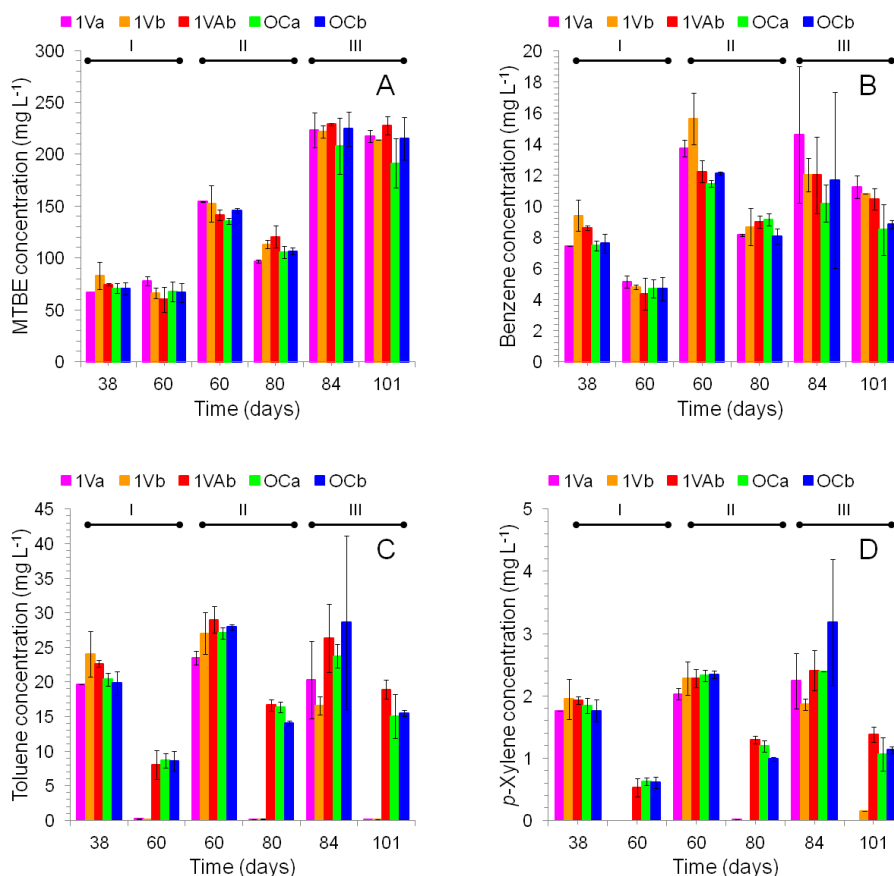 1Va 1Vb 1VAb OCa OCb
I II III
A
MTBE concentration (mg L-1)
300
250
200
150
100
50
0
38 60 60 80 84 101
Time (days)
1Va 1Vb 1VAb OCa OCb
I II III
B
Benzene concentration (mg L-1)
20
18
16
14
12
10
8
6
4
2
0
38 60 60 80 84 101
Time (days)
1Va 1Vb 1VAb OCa OCb
I II III
C
Toluene concentration (mg L-1)
45
40
35
30
25
20
15
10
5
0
38 60 60 80 84 101
Time (days)
1Va 1Vb 1VAb OCa OCb
I II III
D
p-Xylene concentration (mg L-1)
5
4
3
2
1
0
38 60 60 80 84 101
Time (days)